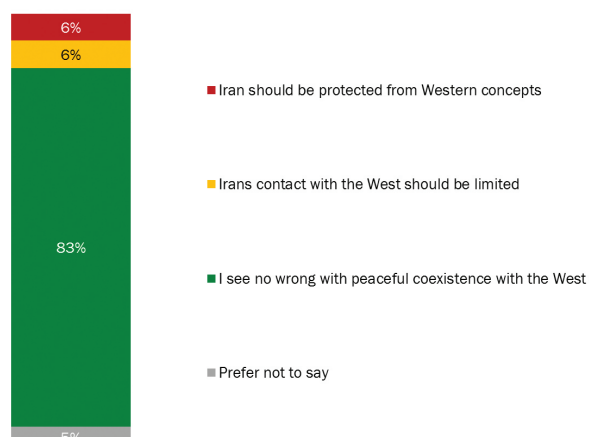 6%
6%
83%
5%
Iran should be protected from Western concepts
Irans contact with the West should be limited
I see no wrong with peaceful coexistence with the West
Prefer not to say